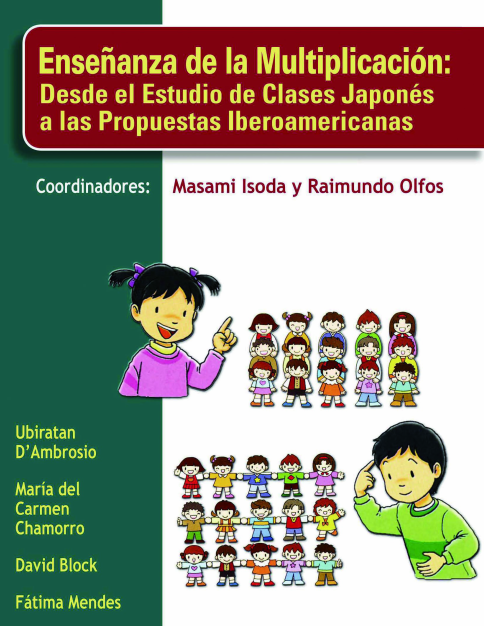 Enseñanza de la Multiplicación:
Desde el Estudio de Clases Japonés
a las Propuestas Iberoamericanas
Coordinadores: Masami Isoda y Raimundo Olfos
Ubiratan
D’Ambrosio
María del
Carmen
Chamorro
David Block
Fátima Mendes